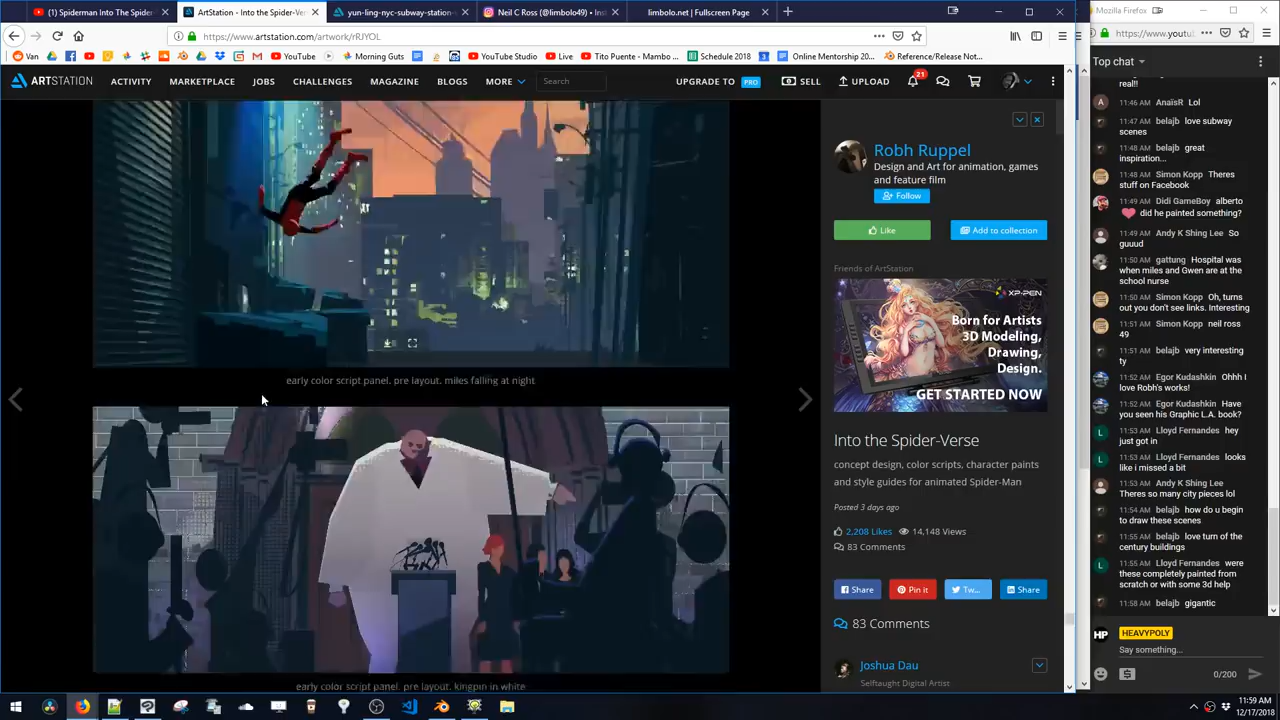 (1) Spiderman Into The Spider-
ArtStation - Into the Spider-Ver
yun-ling-nyc-subway-station-
Neil C Ross (@limbolo49) • Ins
limbolo.net | Fullscreen Page
Mozilla Firefox
https://www.artstation.com/artwork/rRJYOL
https://www.youtu
Van
YouTube
Morning Guts
YouTube Studio
Live
Tito Puente - Mambo ...
Schedule 2018
Online Mentorship 20...
Reference/Release Not...
ARTSTATION
ACTIVITY
MARKETPLACE
JOBS
CHALLENGES
MAGAZINE
BLOGS
MORE
Search
UPGRADE TO PRO
SELL
UPLOAD
21
early color script panel. pre layout. miles falling at night
early color script panel. pre layout. kingpin in white
Robh Ruppel
Design and Art for animation, games
and feature film
Follow
Like
Add to collection
Friends of ArtStation
XP-PEN
Born for Artists
3D Modeling,
Drawing,
Design.
GET STARTED NOW
Into the Spider-Verse
concept design, color scripts, character paints
and style guides for animated Spider-Man
Posted 3 days ago
2,208 Likes
14,148 Views
83 Comments
Share
Pin it
Tw...
Share
83 Comments
Joshua Dau
Selftaught Digital Artist
Top chat
real!!
11:46 AM AnaïsR Lol
11:47 AM belajb love subway
scenes
11:48 AM belajb great
inspiration...
11:48 AM Simon Kopp Theres
stuff on Facebook
11:49 AM Didi GameBoy alberto
did he painted something?
11:49 AM Andy K Shing Lee So
guuud
11:50 AM gattung Hospital was
when miles and Gwen are at the
school nurse
11:50 AM Simon Kopp Oh, turns
out you don't see links. Interesting
11:51 AM Simon Kopp neil ross
49
11:51 AM belajb very interesting
ty
11:52 AM Egor Kudashkin Ohhh I
love Robh's works!
11:52 AM Egor Kudashkin Have
you seen his Graphic L.A. book?
11:53 AM Lloyd Fernandes hey
just got in
11:53 AM Lloyd Fernandes looks
like i missed a bit
11:53 AM Andy K Shing Lee
Theres so many city pieces lol
11:54 AM belajb how do u begin
to draw these scenes
11:55 AM belajb love turn of the
century buildings
11:55 AM Lloyd Fernandes were
these completely painted from
scratch or with some 3d help
11:58 AM belajb gigantic
HP
HEAVYPOLY
Say something...
0/200
11:59 AM
12/17/2018